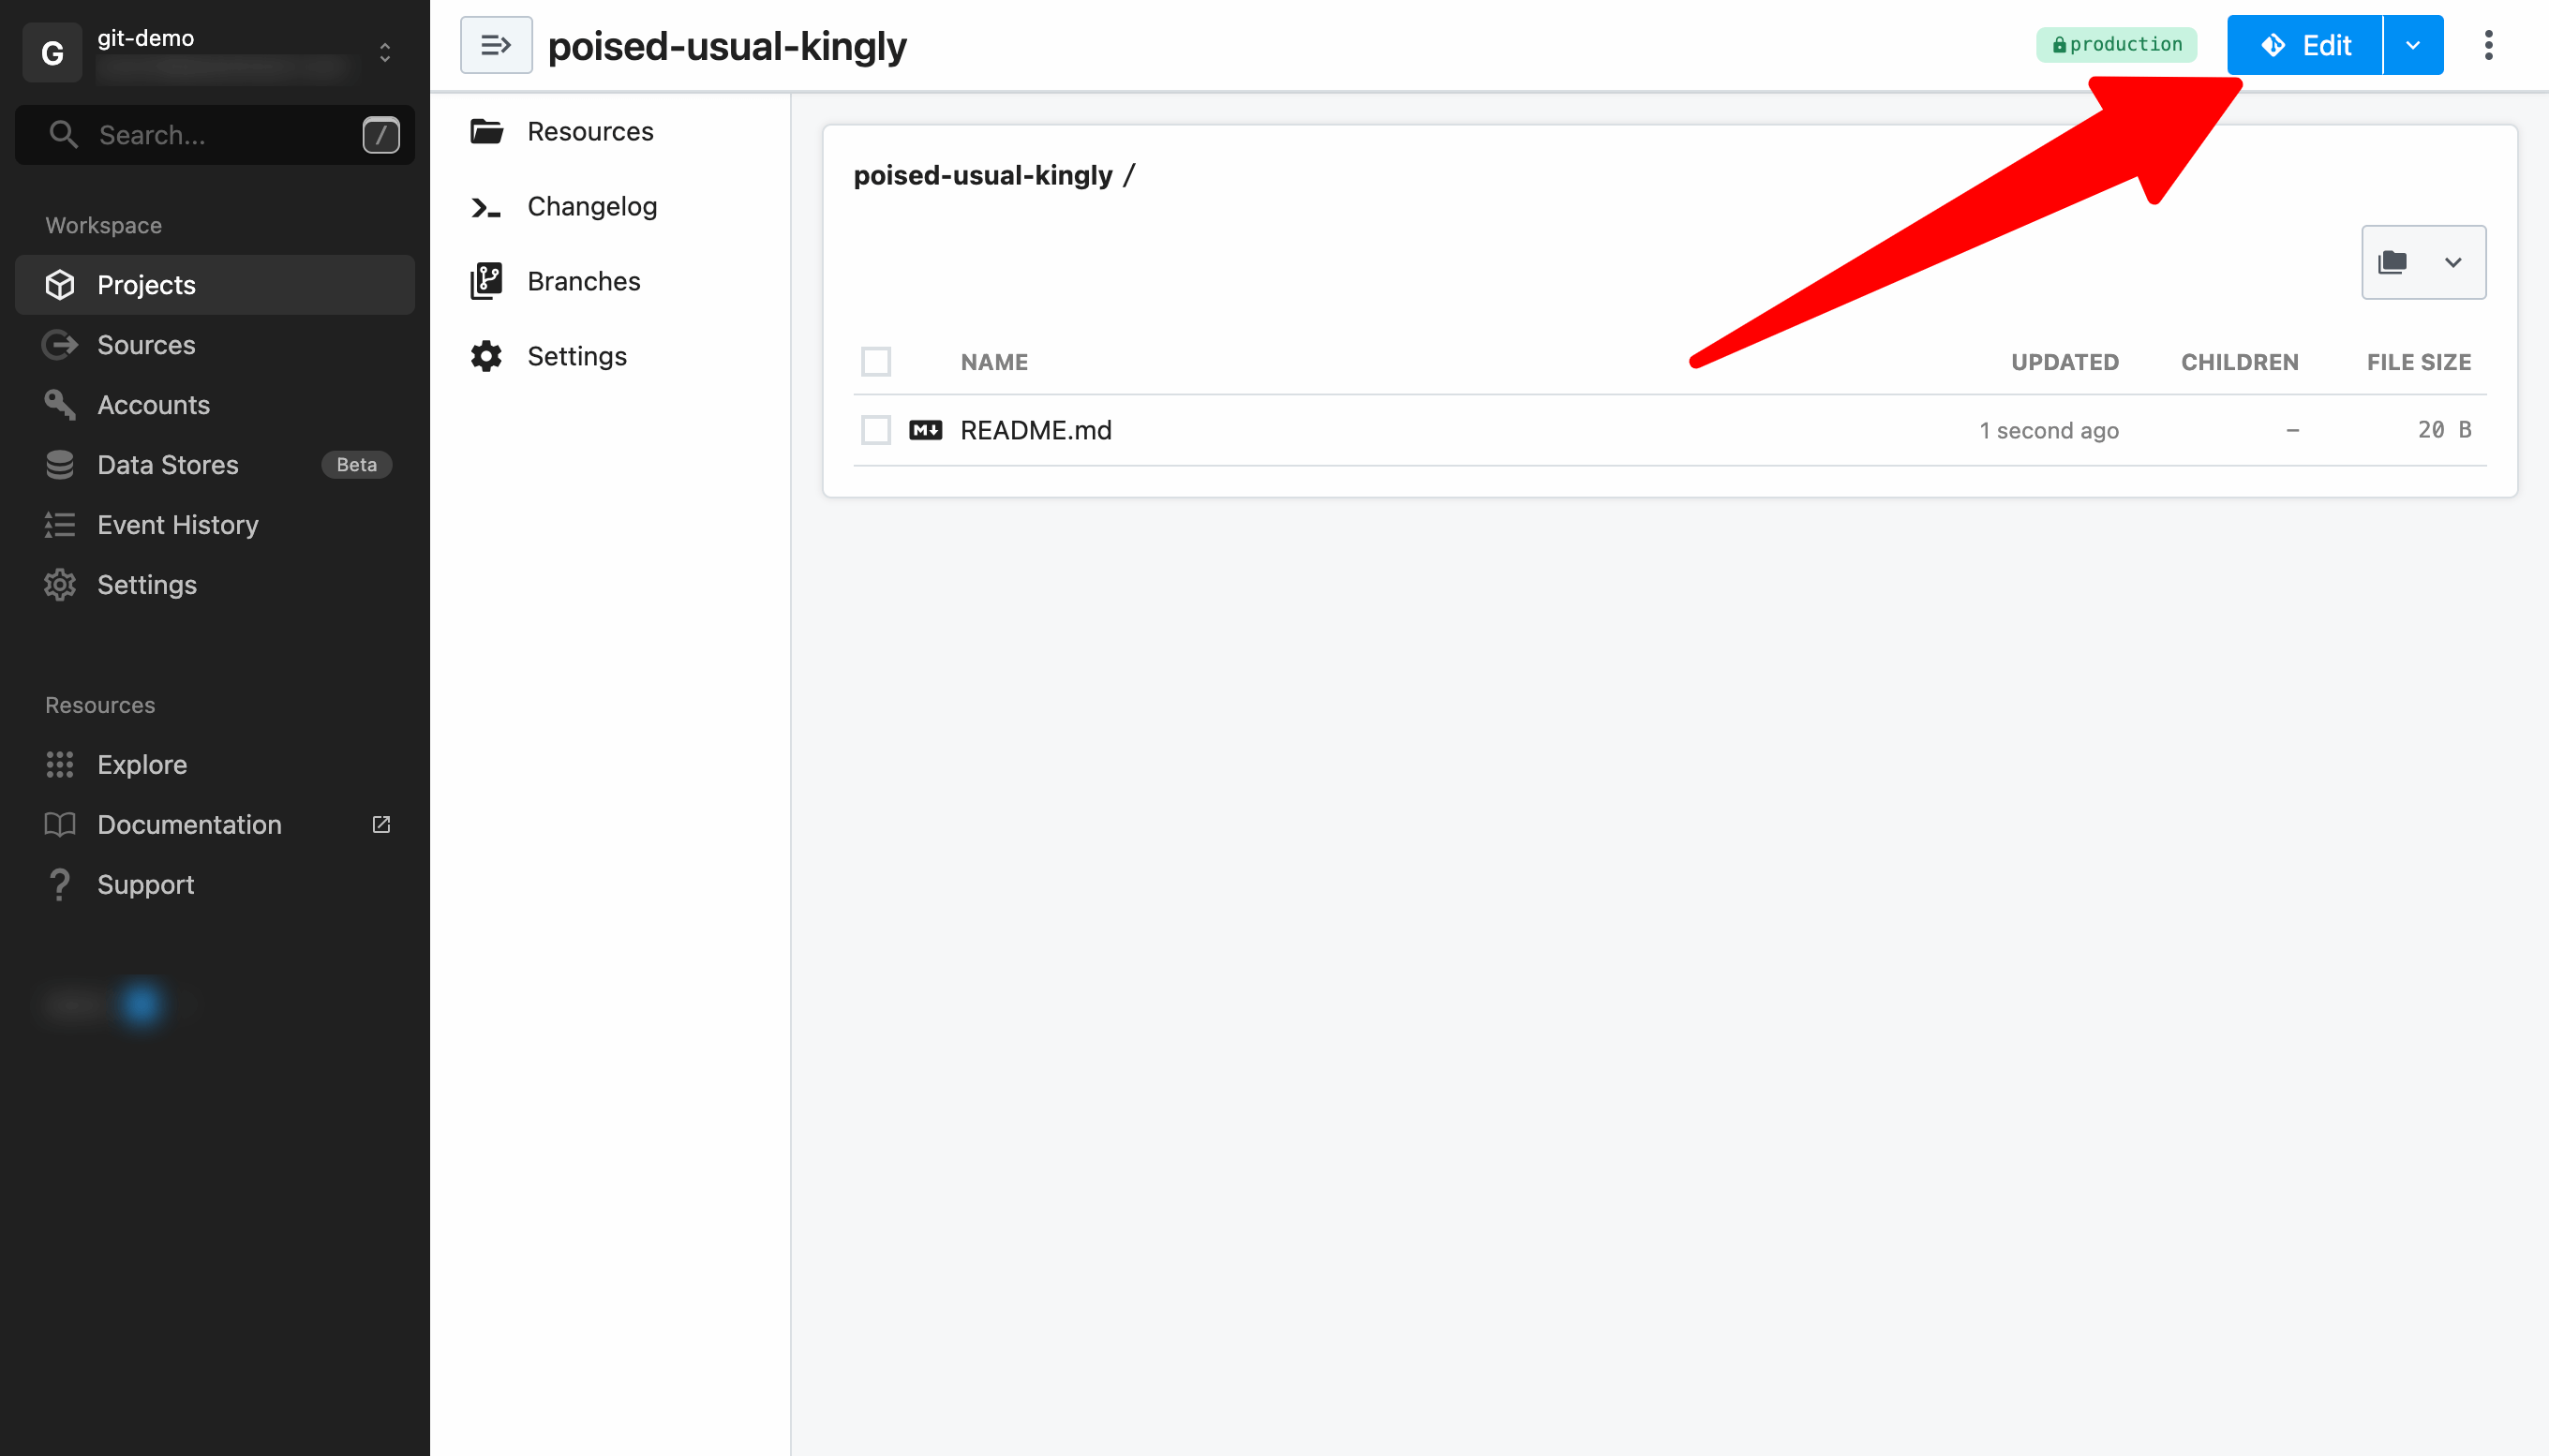 G
git-demo
Search...
/
Workspace
Projects
Sources
Accounts
Data Stores
Beta
Event History
Settings
Resources
Explore
Documentation
Support
poised-usual-kingly
production
Edit
Resources
Changelog
Branches
Settings
poised-usual-kingly /
NAME
UPDATED
CHILDREN
FILE SIZE
M
README.md
1 second ago
–
20 B